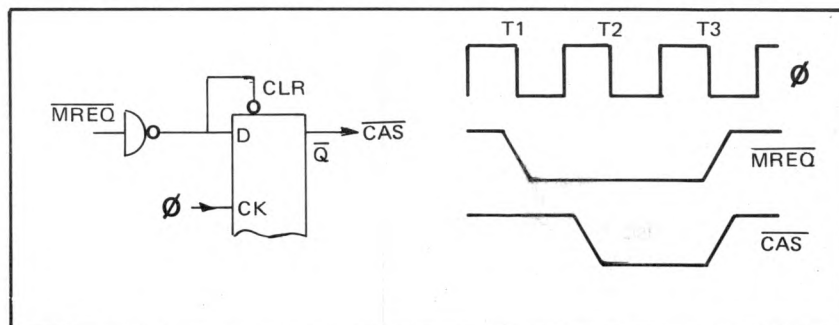 T1 T2 T3
CLR
ø
MREQ
D
CAS
Q
MREQ
ø
CK
CAS